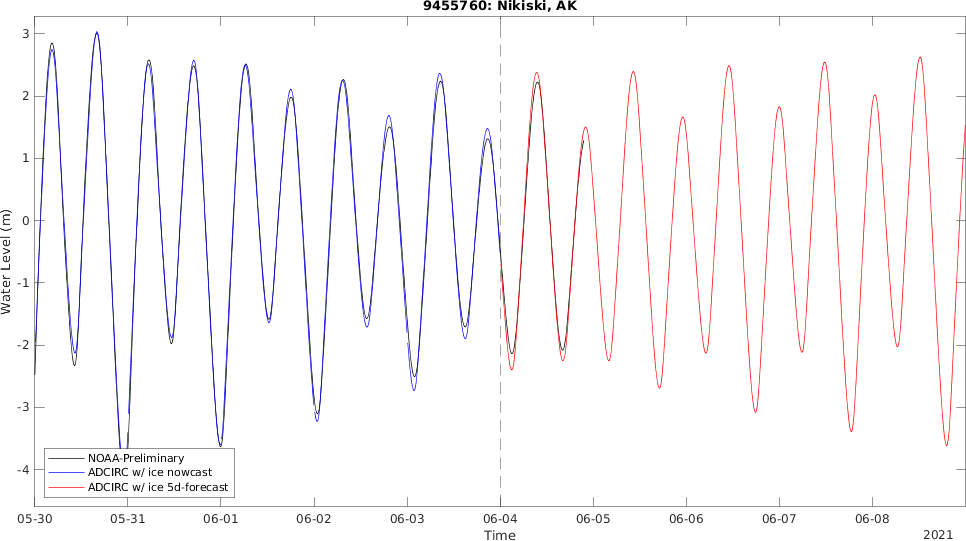 9455760: Nikiski, AK
Water Level (m)
3
2
1
0
-1
-2
-3
-4
NOAA-Preliminary
ADCIRC w/ ice nowcast
ADCIRC w/ ice 5d-forecast
05-30 05-31 06-01 06-02 06-03 06-04 06-05 06-06 06-07 06-08
Time
2021